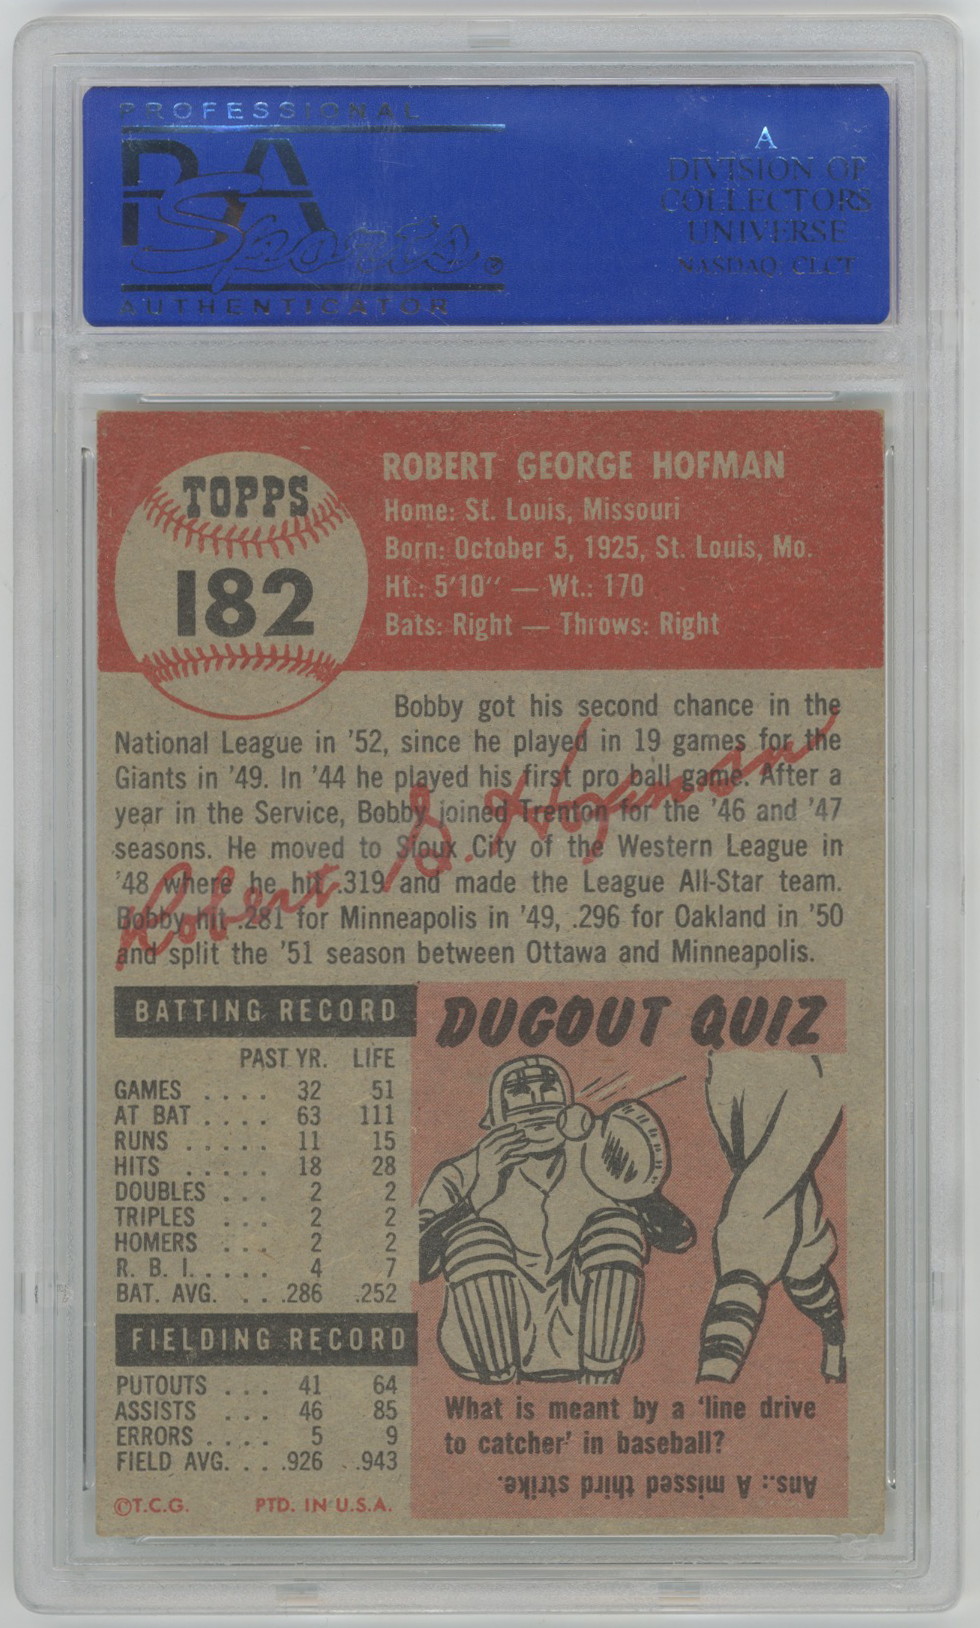 PROFESSIONAL
PSA
Sports
AUTHENTICATOR
A
DIVISION OF
COLLECTORS
UNIVERSE
NASDAQ: CLCT
TOPPS
182
ROBERT GEORGE HOFMAN
Home: St. Louis, Missouri
Born: October 5, 1925, St. Louis, Mo.
Ht.: 5'10" — Wt.: 170
Bats: Right — Throws: Right
Bobby got his second chance in the
National League in '52, since he played in 19 games for the
Giants in '49. In '44 he played his first pro ball game. After a
year in the Service, Bobby joined Trenton for the '46 and '47
seasons. He moved to Sioux City of the Western League in
'48 where he hit .319 and made the League All-Star team.
Bobby hit .281 for Minneapolis in '49, .296 for Oakland in '50
and split the '51 season between Ottawa and Minneapolis.
Robert G. Hofman
BATTING RECORD
PAST YR. LIFE
GAMES . . . . 32 51
AT BAT . . . . 63 111
RUNS . . . . . 11 15
HITS . . . . . 18 28
DOUBLES . . . 2 2
TRIPLES . . . 2 2
HOMERS . . . 2 2
R. B. I. . . . . 4 7
BAT. AVG. . . .286 .252
FIELDING RECORD
PUTOUTS . . . 41 64
ASSISTS . . . 46 85
ERRORS . . . . 5 9
FIELD AVG. . . .926 .943
©T.C.G. PTD. IN U.S.A.
DUGOUT QUIZ
What is meant by a 'line drive
to catcher' in baseball?
Ans.: A missed third strike.